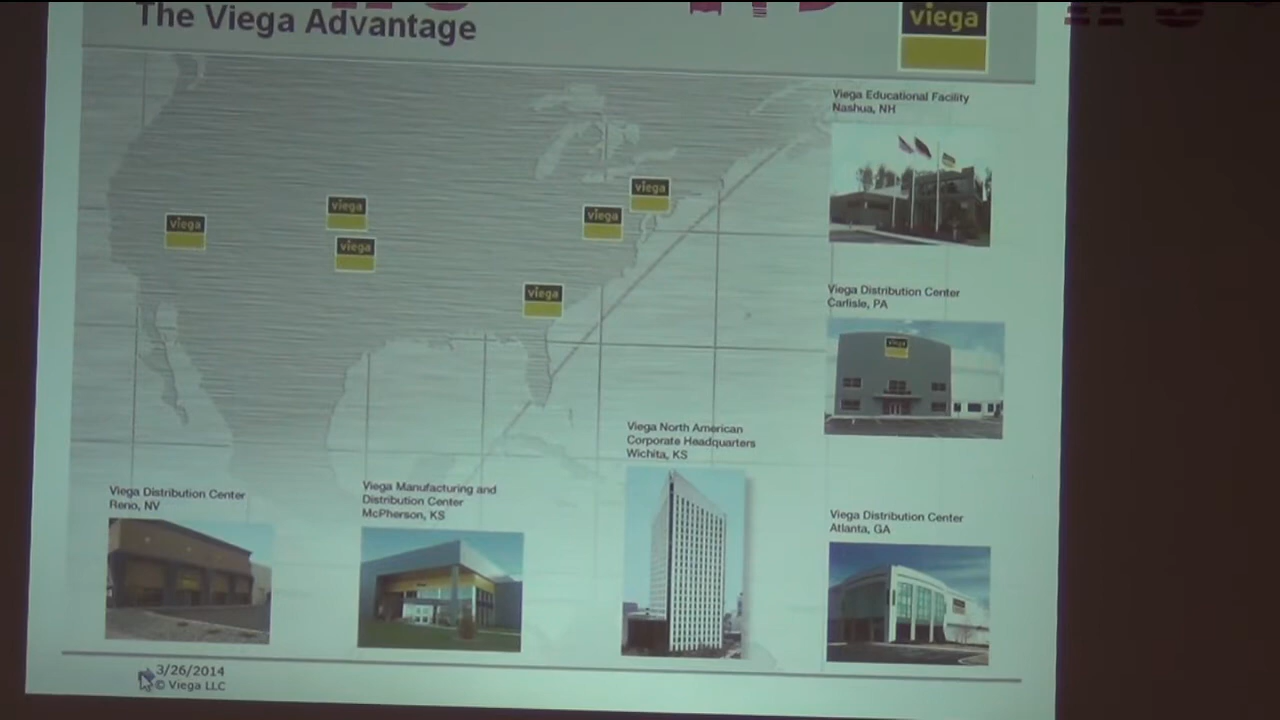 The Viega Advantage
viega
Viega Educational Facility
Nashua, NH
viega
viega
viega
viega
viega
viega
Viega Distribution Center
Carlisle, PA
viega
Viega North American
Corporate Headquarters
Wichita, KS
Viega Distribution Center
Reno, NV
Viega Manufacturing and
Distribution Center
McPherson, KS
Viega Distribution Center
Atlanta, GA
3/26/2014
© Viega LLC